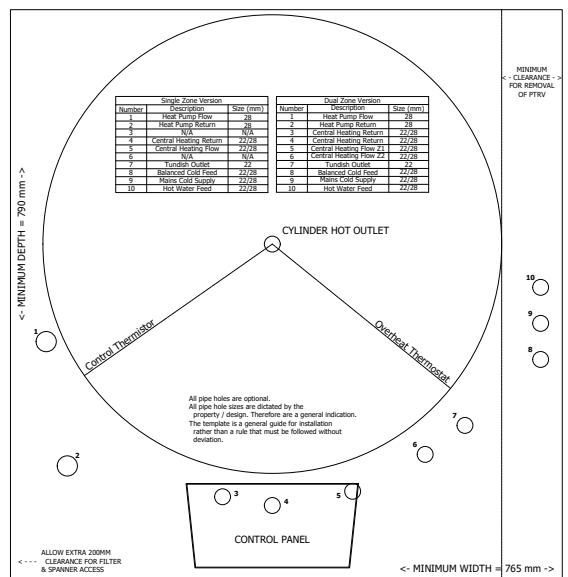 MINIMUM
< - CLEARANCE - >
FOR REMOVAL
OF PTRV
Single Zone Version
Number Description Size (mm)
1 Heat Pump Flow 28
2 Heat Pump Return 28
3 N/A N/A
4 Central Heating Return 22/28
5 Central Heating Flow 22/28
6 N/A N/A
7 Tundish Outlet 22
8 Balanced Cold Feed 22/28
9 Mains Cold Supply 22/28
10 Hot Water Feed 22/28
Dual Zone Version
Number Description Size (mm)
1 Heat Pump Flow 28
2 Heat Pump Return 28
3 Central Heating Return 22/28
4 Central Heating Return 22/28
5 Central Heating Flow Z1 22/28
6 Central Heating Flow Z2 22/28
7 Tundish Outlet 22
8 Balanced Cold Feed 22/28
9 Mains Cold Supply 22/28
10 Hot Water Feed 22/28
<- MINIMUM DEPTH = 790 mm ->
CYLINDER HOT OUTLET
10
9
8
1
Control Thermistor
Overheat Thermostat
All pipe holes are optional.
All pipe hole sizes are dictated by the
property / design. Therefore are a general indication.
The template is a general guide for installation
rather than a rule that must be followed without
deviation.
7
6
2
3
4
5
CONTROL PANEL
ALLOW EXTRA 200MM
< - - - CLEARANCE FOR FILTER
& SPANNER ACCESS
<- MINIMUM WIDTH = 765 mm ->